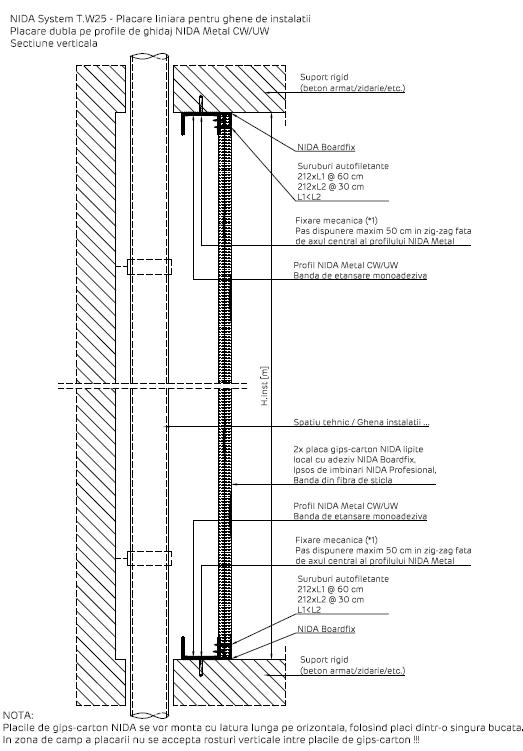 NIDA System T.W25 - Placare liniara pentru ghene de instalatii
Placare dubla pe profile de ghidaj NIDA Metal CW/UW
Sectiune verticala
Suport rigid
(beton armat/zidarie/etc.)
NIDA Boardfix
Suruburi autofiletante
212xL1 @ 60 cm
212xL2 @ 30 cm
L1<L2
Fixare mecanica (*1)
Pas dispunere maxim 50 cm in zig-zag fata
de axul central al profilului NIDA Metal
Profil NIDA Metal CW/UW
Banda de etansare monoadeziva
H.inst [m]
Spatiu tehnic / Ghena instalatii ...
2x placa gips-carton NIDA lipite
local cu adeziv NIDA Boardfix,
Ipsos de imbinari NIDA Profesional,
Banda din fibra de sticla
Profil NIDA Metal CW/UW
Banda de etansare monoadeziva
Fixare mecanica (*1)
Pas dispunere maxim 50 cm in zig-zag fata
de axul central al profilului NIDA Metal
Suruburi autofiletante
212xL1 @ 60 cm
212xL2 @ 30 cm
L1<L2
NIDA Boardfix
Suport rigid
(beton armat/zidarie/etc.)
NOTA:
Placile de gips-carton NIDA se vor monta cu latura lunga pe orizontala, folosind placi dintr-o singura bucata.
In zona de camp a placarii nu se accepta rosturi verticale intre placile de gips-carton !!!